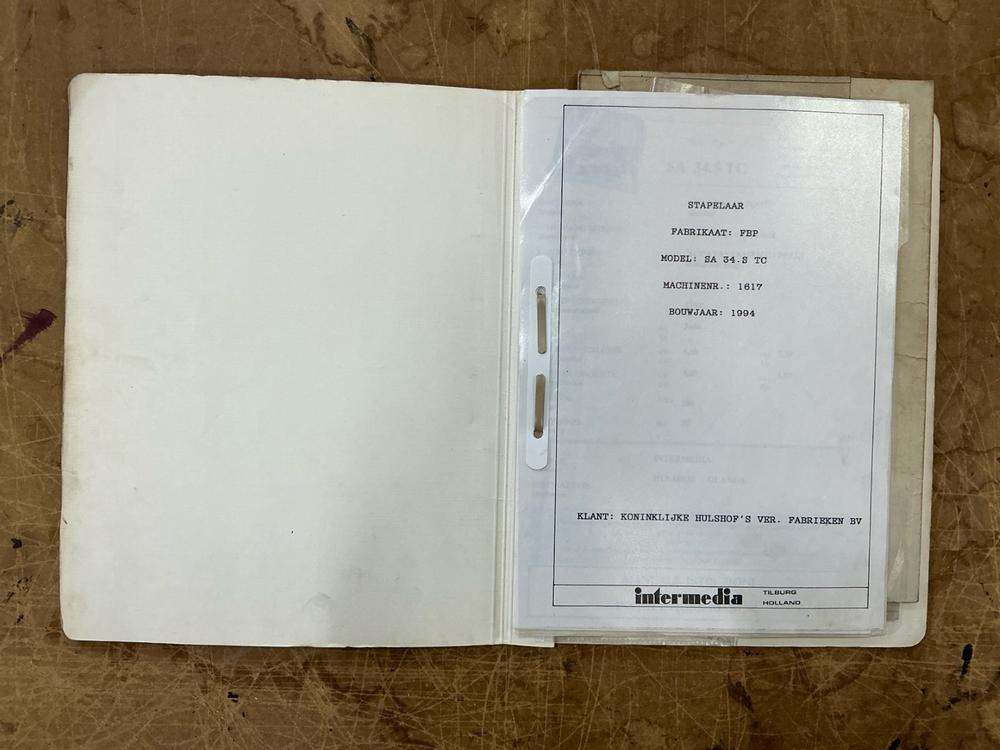 STAPELAAR
FABRIKAAT: FBP
MODEL: SA 34.S TC
MACHINENR.: 1617
BOUWJAAR: 1994
KLANT: KONINKLIJKE HULSHOF'S VER. FABRIEKEN BV
intermedia TILBURG
HOLLAND